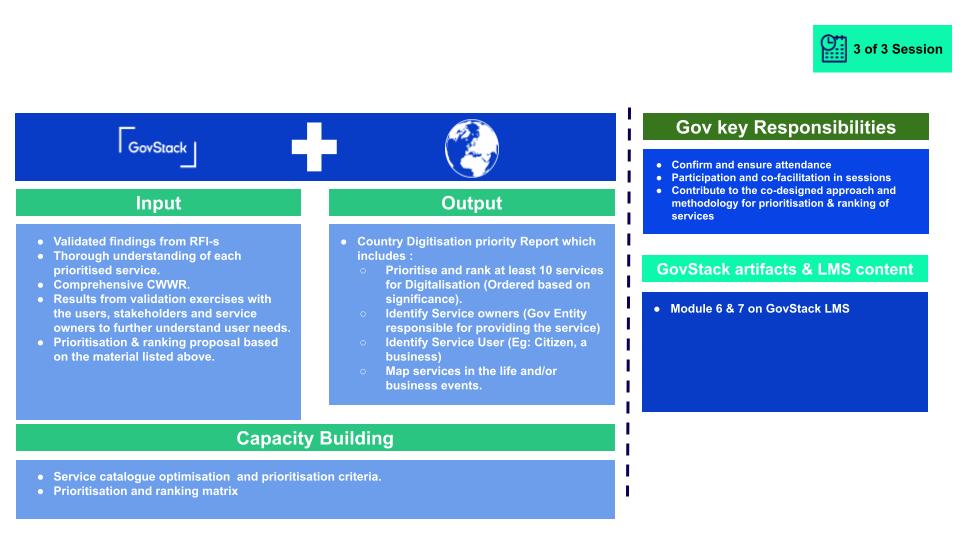 3 of 3 Session
GovStack
Input
● Validated findings from RFI-s
● Thorough understanding of each
prioritised service.
● Comprehensive CWWR.
● Results from validation exercises with
the users, stakeholders and service
owners to further understand user needs.
● Prioritisation & ranking proposal based
on the material listed above.
Output
● Country Digitisation priority Report which
includes :
○ Prioritise and rank at least 10 services
for Digitalisation (Ordered based on
significance).
○ Identify Service owners (Gov Entity
responsible for providing the service)
○ Identify Service User (Eg: Citizen, a
business)
○ Map services in the life and/or
business events.
Capacity Building
● Service catalogue optimisation  and prioritisation criteria.
● Prioritisation and ranking matrix
Gov key Responsibilities
● Confirm and ensure attendance
● Participation and co-facilitation in sessions
● Contribute to the co-designed approach and
methodology for prioritisation & ranking of
services
GovStack artifacts & LMS content
● Module 6 & 7 on GovStack LMS